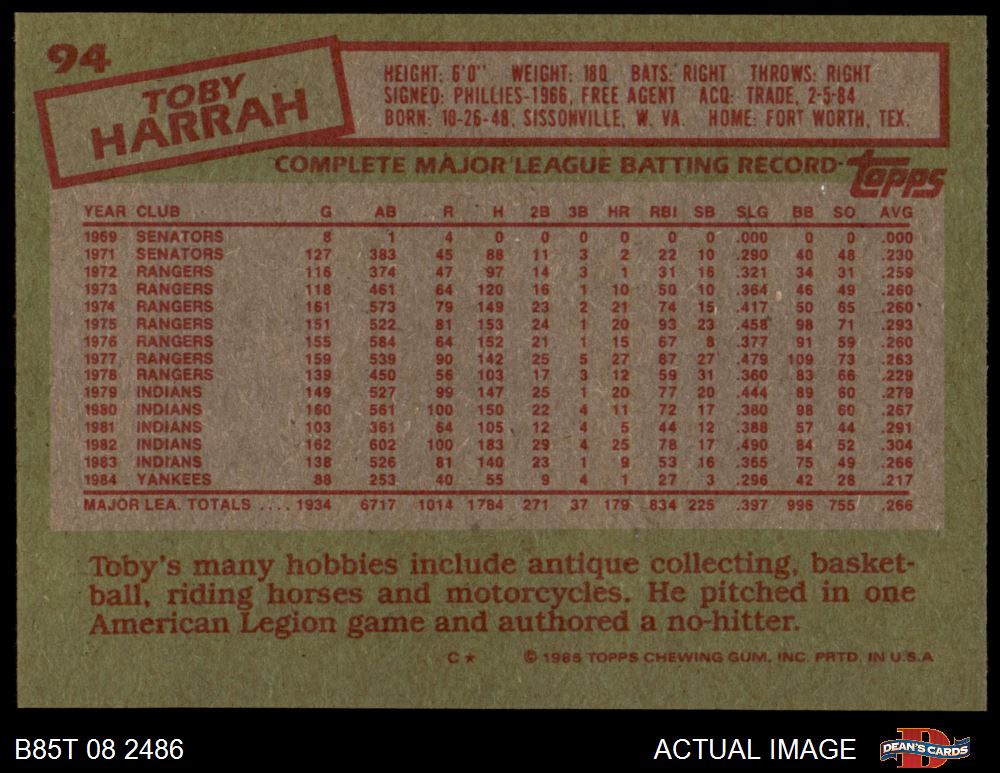 94
TOBY
HARRAH
HEIGHT: 6'0" WEIGHT: 180 BATS: RIGHT THROWS: RIGHT
SIGNED: PHILLIES-1966, FREE AGENT ACQ: TRADE, 2-5-84
BORN: 10-26-48, SISSONVILLE, W. VA. HOME: FORT WORTH, TEX.
COMPLETE MAJOR LEAGUE BATTING RECORD-
Topps
YEAR CLUB G AB R H 2B 3B HR RBI SB SLG BB SO AVG
1969 SENATORS 8 1 4 0 0 0 0 0 0 .000 0 0 .000
1971 SENATORS 127 383 45 88 11 3 2 22 10 .290 40 48 .230
1972 RANGERS 116 374 47 97 14 3 1 31 16 .321 34 31 .259
1973 RANGERS 118 461 64 120 16 1 10 50 10 .364 46 49 .260
1974 RANGERS 161 .573 79 149 23 2 21 74 15 .417 50 65 .260
1975 RANGERS 151 522 81 153 24 1 20 93 23 .458 98 71 .293
1976 RANGERS 155 584 64 152 21 1 15 67 8 .377 91 59 .260
1977 RANGERS 159 539 90 142 25 5 27 87 27 .479 109 73 .263
1978 RANGERS 139 450 56 103 17 3 12 59 31 .360 83 66 .229
1979 INDIANS 149 527 99 147 25 1 20 77 20 .444 89 60 .279
1980 INDIANS 160 561 100 150 22 4 11 72 17 .380 98 60 .267
1981 INDIANS 103 361 64 105 12 4 5 44 12 .388 57 44 .291
1982 INDIANS 162 602 100 183 29 4 25 78 17 .490 84 52 .304
1983 INDIANS 138 526 81 140 23 1 9 53 16 .365 75 49 .266
1984 YANKEES 88 253 40 55 9 4 1 27 3 .296 42 28 .217
MAJOR LEA. TOTALS .... 1934 6717 1014 1784 271 37 179 834 225 .397 996 755 .266
Toby's many hobbies include antique collecting, basket-
ball, riding horses and motorcycles. He pitched in one
American Legion game and authored a no-hitter.
C* © 1985 TOPPS CHEWING GUM, INC. PRTD. IN U.S.A
B85T 08 2486
ACTUAL IMAGE
DEAN'S CARDS